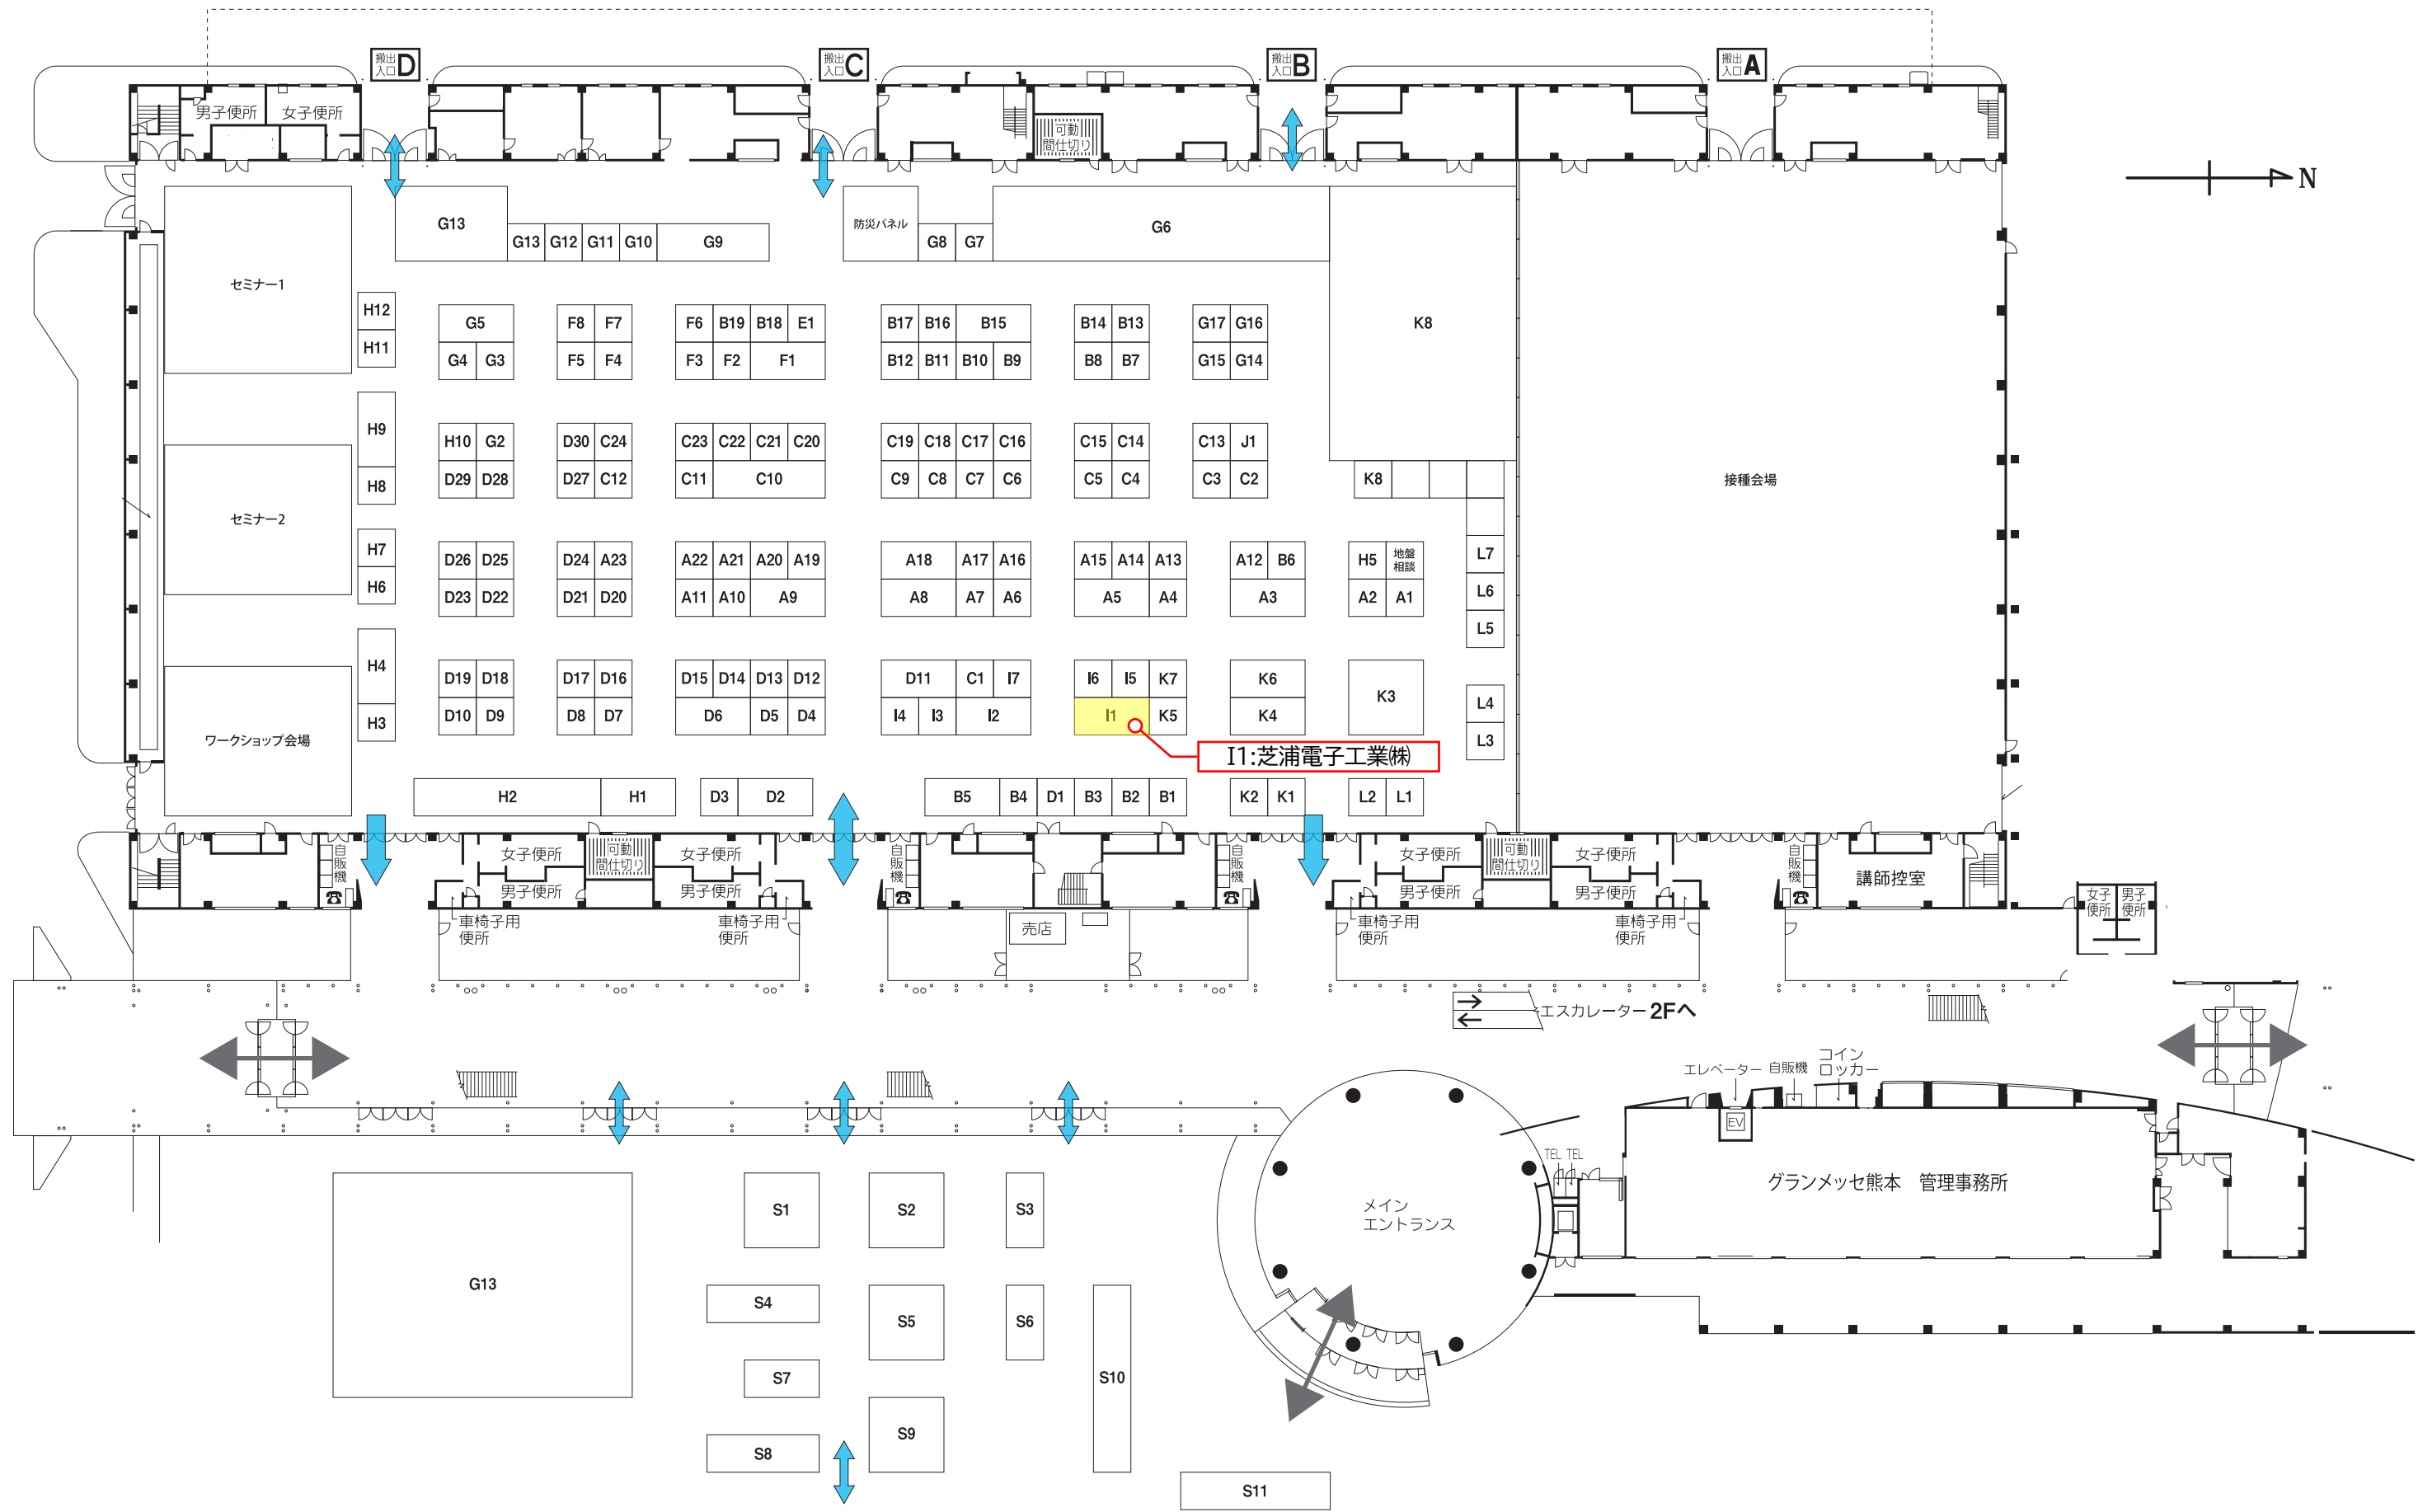 搬出入口 D
搬出入口 C
搬出入口 B
搬出入口 A
男子便所
女子便所
可動
間仕切り
N
G13
G13 G12 G11 G10 G9
防災パネル
G8 G7
G6
セミナー1
H12
H11
G5
F8 F7
F6 B19 B18 E1
B17 B16 B15
B14 B13
G17 G16
K8
G4 G3
F5 F4
F3 F2 F1
B12 B11 B10 B9
B8 B7
G15 G14
H9
H10 G2
D30 C24
C23 C22 C21 C20
C19 C18 C17 C16
C15 C14
C13 J1
セミナー2
H8
D29 D28
D27 C12
C11 C10
C9 C8 C7 C6
C5 C4
C3 C2
K8
接種会場
H7
H6
D26 D25
D24 A23
A22 A21 A20 A19
A18 A17 A16
A15 A14 A13
A12 B6
H5 地盤
相談
L7
D23 D22
D21 D20
A11 A10 A9
A8 A7 A6
A5 A4
A3
A2 A1
L6
L5
ワークショップ会場
H4
H3
D19 D18
D17 D16
D15 D14 D13 D12
D11 C1 I7
I6 I5 K7
K6
K3
L4
D10 D9
D8 D7
D6 D5 D4
I4 I3 I2
I1 K5
K4
L3
I1:芝浦電子工業㈱
H2 H1
D3 D2
B5 B4 D1 B3 B2 B1
K2 K1
L2 L1
自販機
女子便所
男子便所
可動
間仕切り
女子便所
男子便所
自販機
自販機
女子便所
男子便所
可動
間仕切り
女子便所
男子便所
自販機
講師控室
女子
便所
男子
便所
車椅子用
便所
車椅子用
便所
売店
車椅子用
便所
車椅子用
便所
エスカレーター 2Fへ
エレベーター
自販機
コイン
ロッカー
EV
TEL TEL
グランメッセ熊本 管理事務所
メイン
エントランス
G13
S1
S2
S3
S4
S5
S6
S7
S10
S8
S9
S11